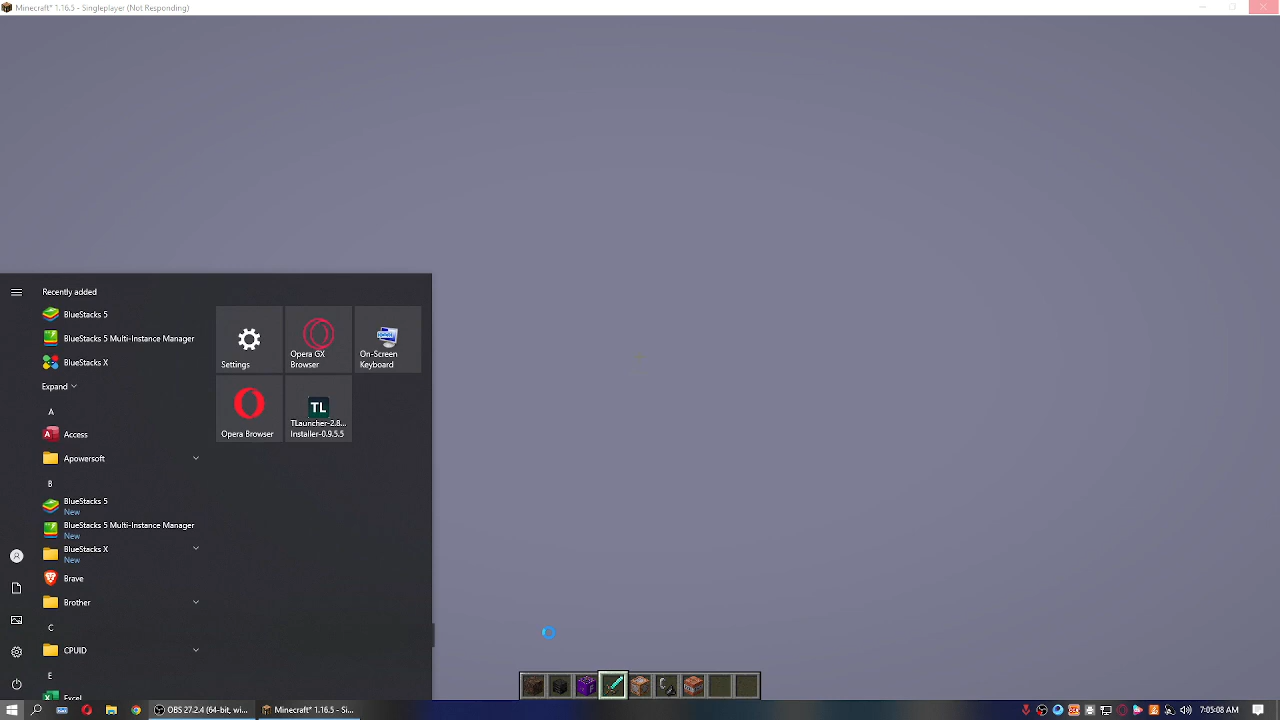 Minecraft* 1.16.5 - Singleplayer (Not Responding)
Recently added
BlueStacks 5
BlueStacks 5 Multi-Instance Manager
BlueStacks X
Expand
A
Access
Apowersoft
B
BlueStacks 5
New
BlueStacks 5 Multi-Instance Manager
New
BlueStacks X
New
Brave
Brother
C
CPUID
E
Excel
Settings
Opera GX
Browser
On-Screen
Keyboard
Opera Browser
TL
TLauncher-2.8...
Installer-0.9.5.5
OBS 27.2.4 (64-bit, wi...
Minecraft* 1.16.5 - Si...
7:05:08 AM